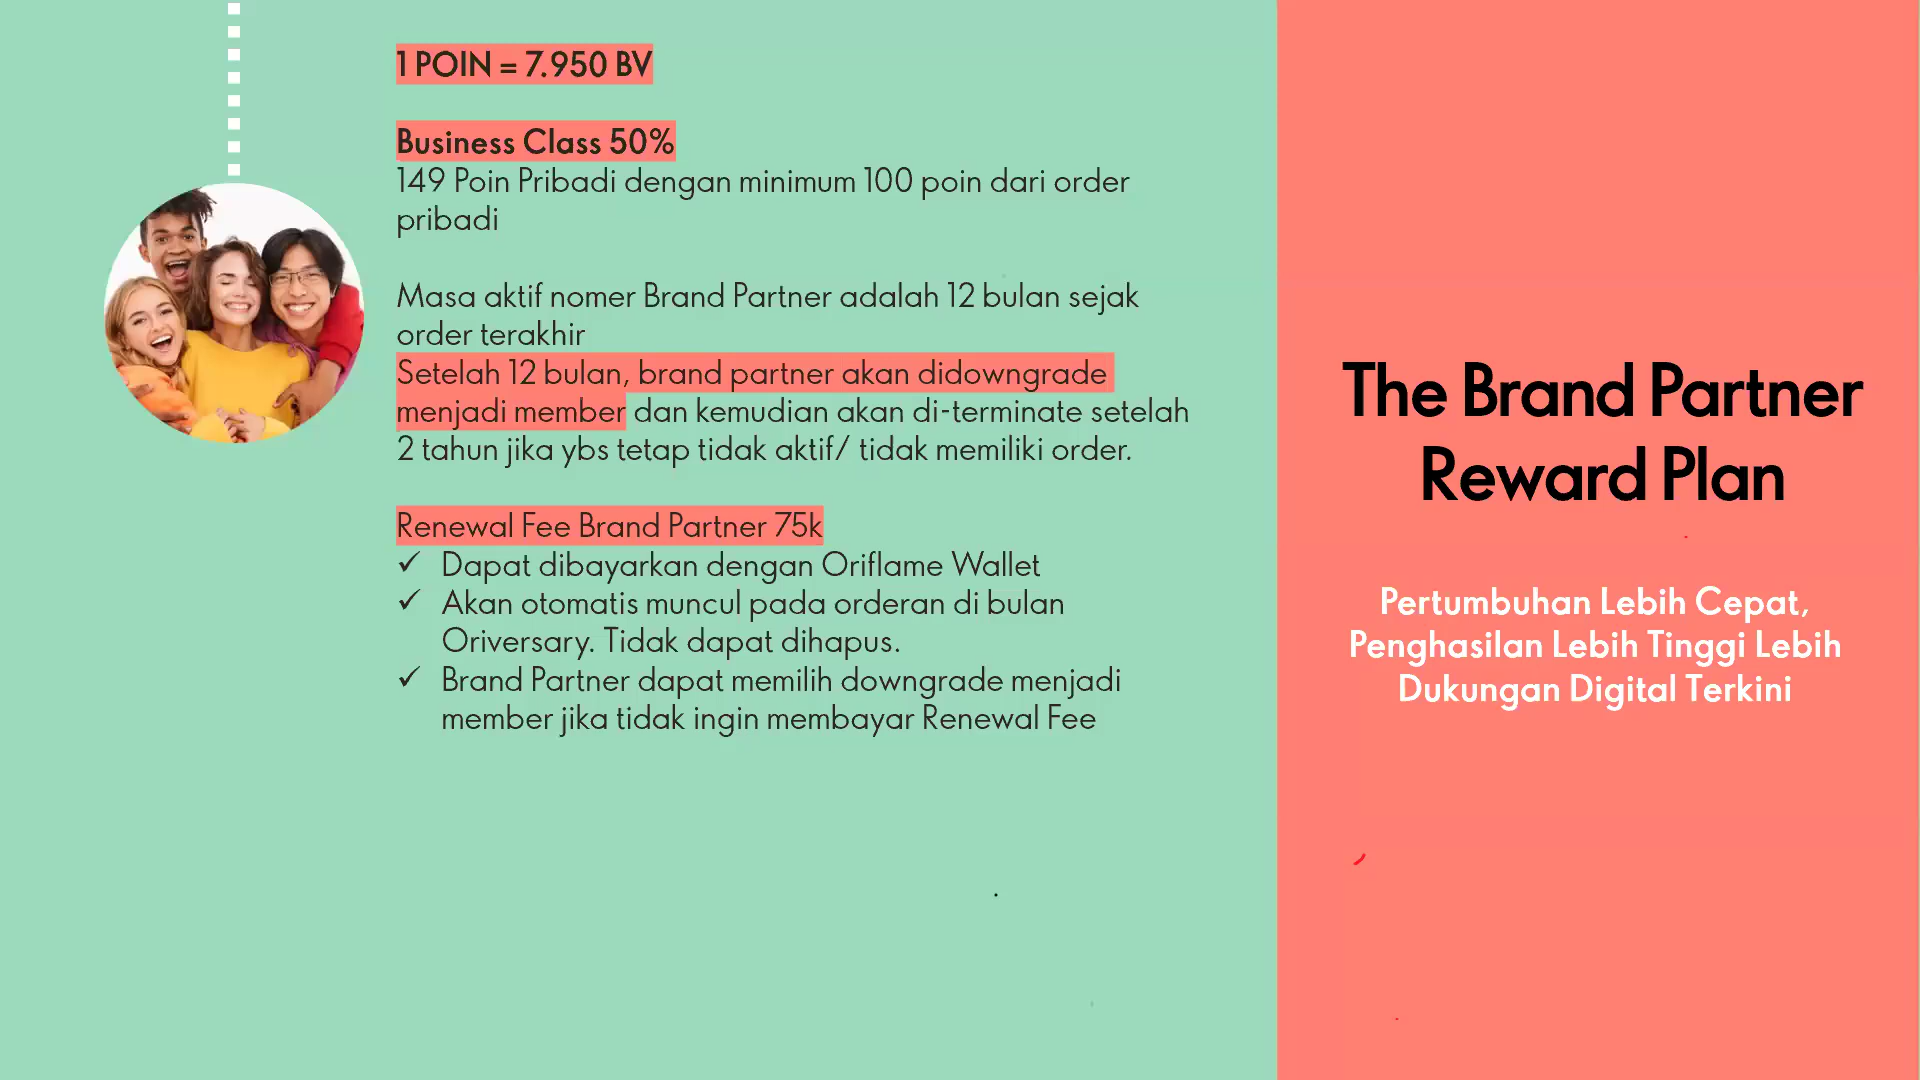 1 POIN = 7.950 BV
Business Class 50%
149 Poin Pribadi dengan minimum 100 poin dari order
pribadi
Masa aktif nomer Brand Partner adalah 12 bulan sejak
order terakhir
Setelah 12 bulan, brand partner akan didowngrade
menjadi member dan kemudian akan di-terminate setelah
2 tahun jika ybs tetap tidak aktif/ tidak memiliki order.
Renewal Fee Brand Partner 75k
✓ Dapat dibayarkan dengan Oriflame Wallet
✓ Akan otomatis muncul pada orderan di bulan
Oriversary. Tidak dapat dihapus.
✓ Brand Partner dapat memilih downgrade menjadi
member jika tidak ingin membayar Renewal Fee
The Brand Partner
Reward Plan
Pertumbuhan Lebih Cepat,
Penghasilan Lebih Tinggi Lebih
Dukungan Digital Terkini